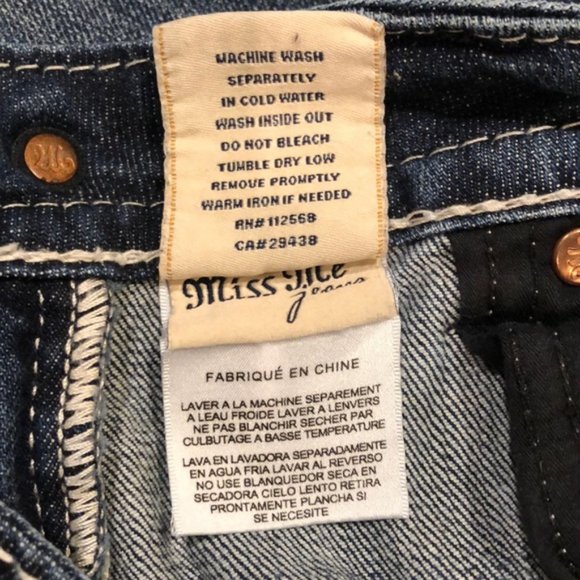 MACHINE WASH
SEPARATELY
IN COLD WATER
WASH INSIDE OUT
DO NOT BLEACH
TUMBLE DRY LOW
REMOVE PROMPTLY
WARM IRON IF NEEDED
RN# 112568
CA# 29438
Miss Me
Jeans
FABRIQUÉ EN CHINE
LAVER A LA MACHINE SEPAREMENT
A LEAU FROIDE LAVER A LENVERS
NE PAS BLANCHIR SECHER PAR
CULBUTAGE A BASSE TEMPERATURE
LAVA EN LAVADORA SEPARADAMENTE
EN AGUA FRIA LAVAR AL REVERSO
NO USE BLANQUEDOR SECA EN
SECADORA CIELO LENTO RETIRA
PRONTAMENTE PLANCHA SI
SE NECESITE